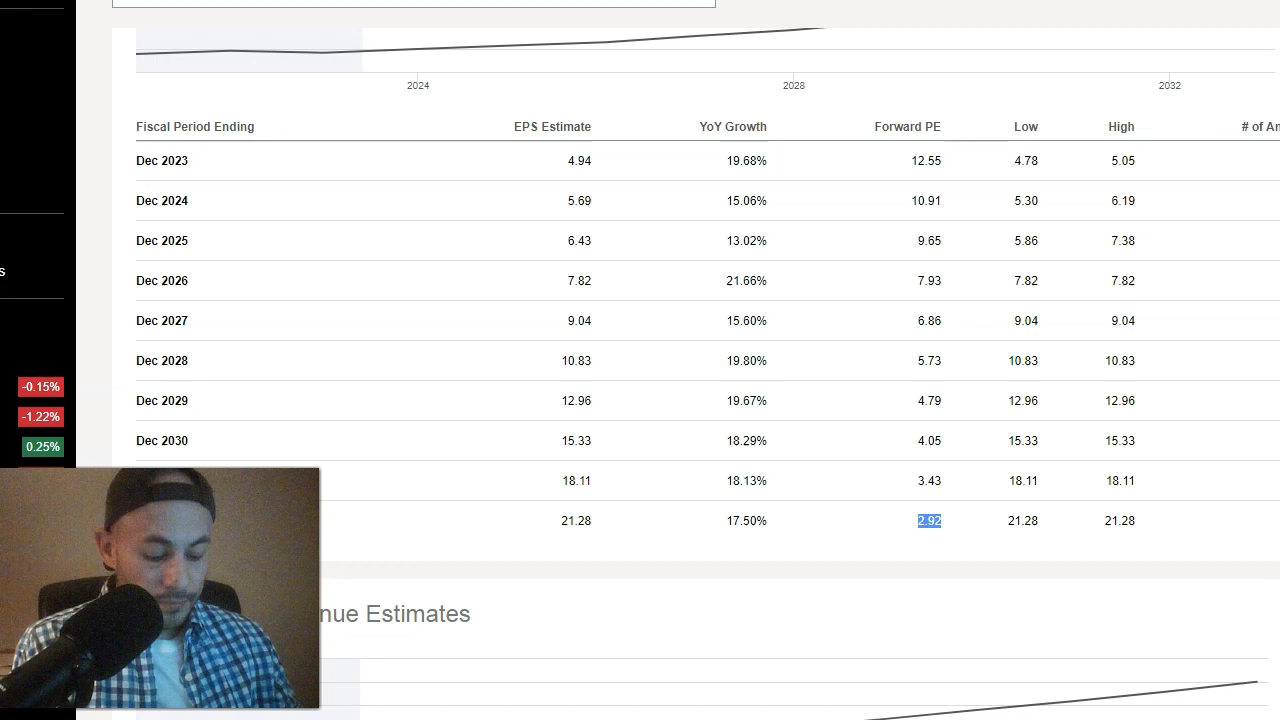 2024 2028 2032
Fiscal Period Ending EPS Estimate YoY Growth Forward PE Low High # of An
Dec 2023 4.94 19.68% 12.55 4.78 5.05
Dec 2024 5.69 15.06% 10.91 5.30 6.19
Dec 2025 6.43 13.02% 9.65 5.86 7.38
s
Dec 2026 7.82 21.66% 7.93 7.82 7.82
Dec 2027 9.04 15.60% 6.86 9.04 9.04
Dec 2028 10.83 19.80% 5.73 10.83 10.83
-0.15%
Dec 2029 12.96 19.67% 4.79 12.96 12.96
-1.22%
Dec 2030 15.33 18.29% 4.05 15.33 15.33
0.25%
18.11 18.13% 3.43 18.11 18.11
21.28 17.50% 2.92 21.28 21.28
nue Estimates